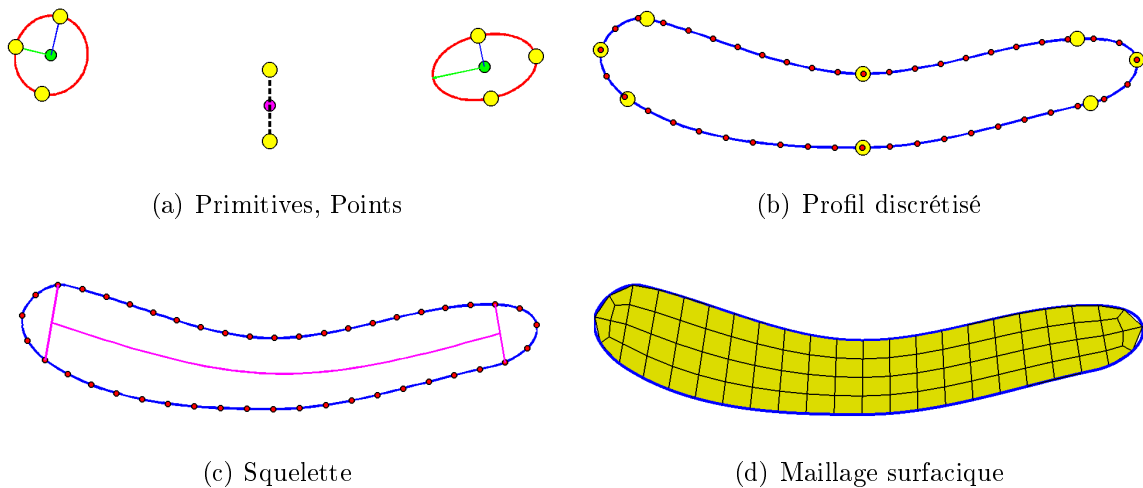 (a) Primitives, Points
(b) Profil discrétisé
(c) Squelette
(d) Maillage surfacique